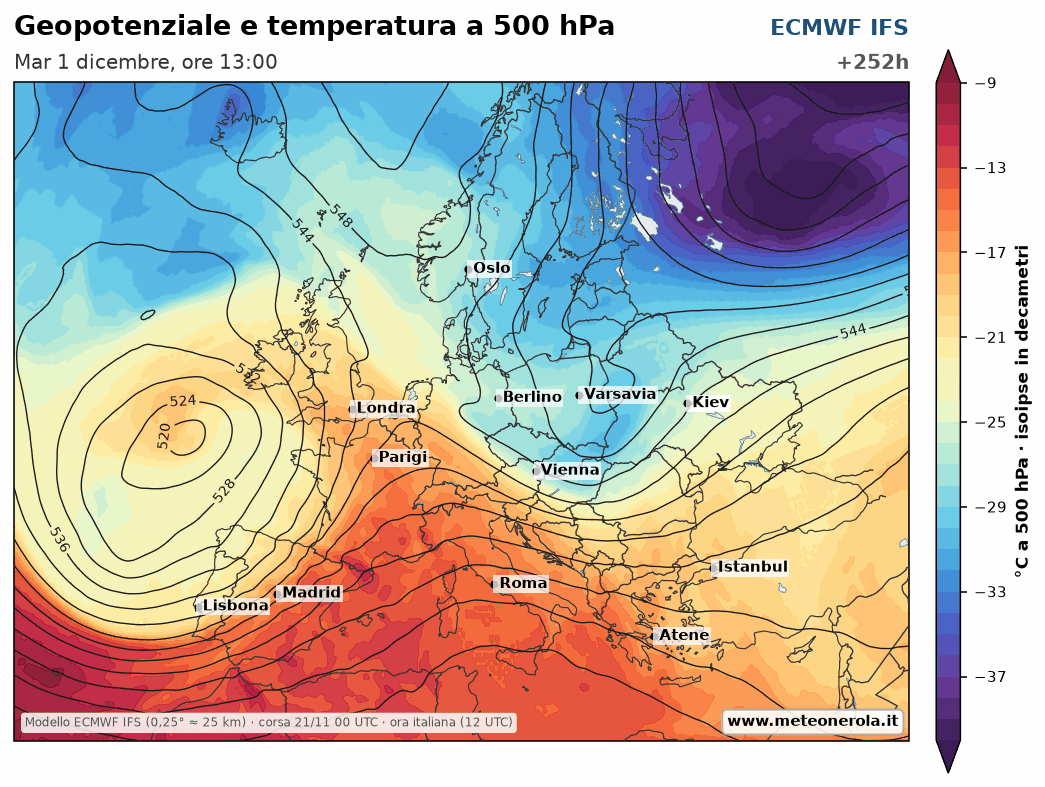 Geopotenziale e temperatura a 500 hPa
ECMWF IFS
Mar 1 dicembre, ore 13:00
+252h
−9
−13
−17
−21
−25
−29
−33
−37
°C a 500 hPa · isoipse in decametri
548
544
544
532
524
520
528
536
Oslo
Berlino
Varsavia
Kiev
Londra
Parigi
Vienna
Istanbul
Roma
Madrid
Lisbona
Atene
Modello ECMWF IFS (0,25° ≈ 25 km) · corsa 21/11 00 UTC · ora italiana (12 UTC)
www.meteonerola.it